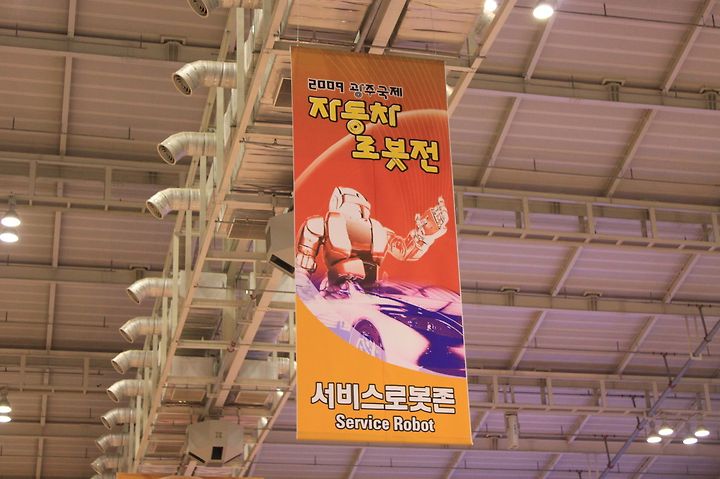 2009 광주국제
자동차
로봇전
서비스로봇존
Service Robot